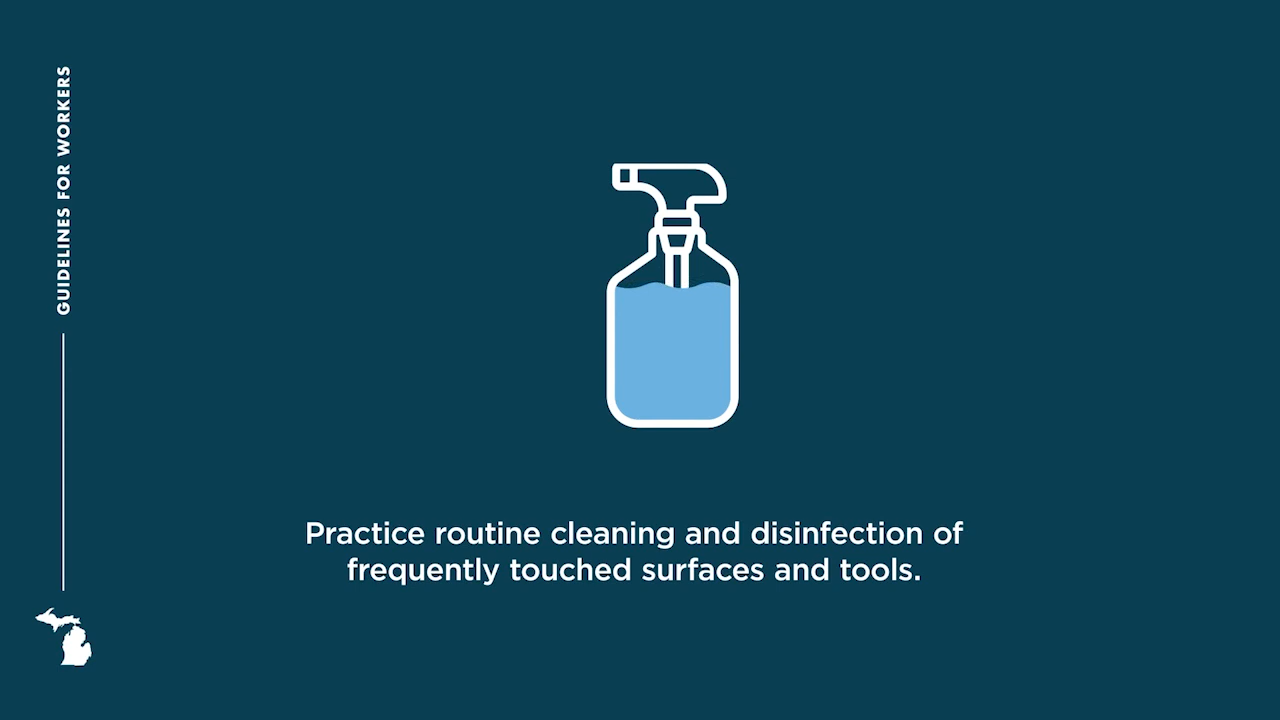 GUIDELINES FOR WORKERS
Practice routine cleaning and disinfection of
frequently touched surfaces and tools.